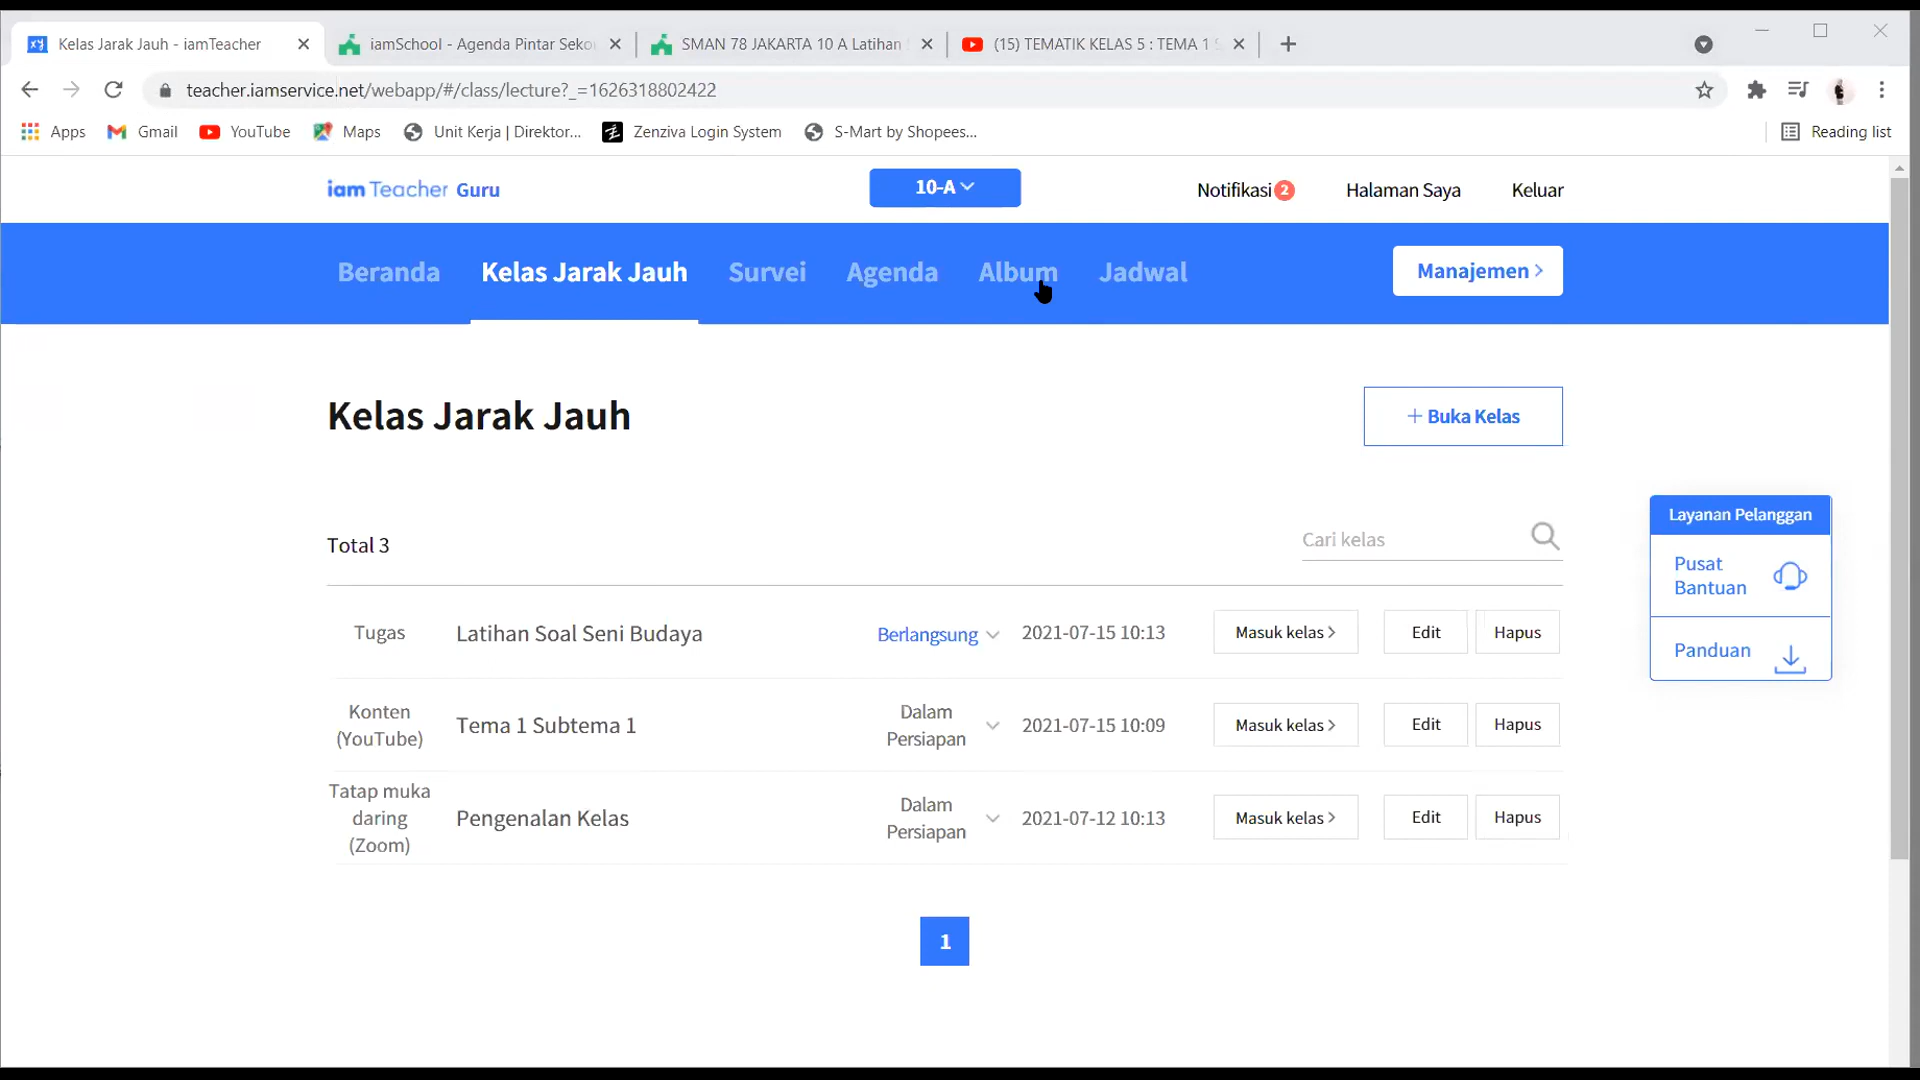 Kelas Jarak Jauh - iamTeacher
iamSchool - Agenda Pintar Seko
SMAN 78 JAKARTA 10 A Latihan
(15) TEMATIK KELAS 5 : TEMA 1
teacher.iamservice.net/webapp/#/class/lecture?_=1626318802422
Apps
Gmail
YouTube
Maps
Unit Kerja | Direktor...
Zenziva Login System
S-Mart by Shopees...
Reading list
iam Teacher Guru
10-A
Notifikasi 2
Halaman Saya
Keluar
Beranda
Kelas Jarak Jauh
Survei
Agenda
Album
Jadwal
Manajemen >
Kelas Jarak Jauh
+ Buka Kelas
Total 3
Cari kelas
Tugas
Latihan Soal Seni Budaya
Berlangsung
2021-07-15 10:13
Masuk kelas >
Edit
Hapus
Konten
(YouTube)
Tema 1 Subtema 1
Dalam
Persiapan
2021-07-15 10:09
Masuk kelas >
Edit
Hapus
Tatap muka
daring
(Zoom)
Pengenalan Kelas
Dalam
Persiapan
2021-07-12 10:13
Masuk kelas >
Edit
Hapus
1
Layanan Pelanggan
Pusat
Bantuan
Panduan